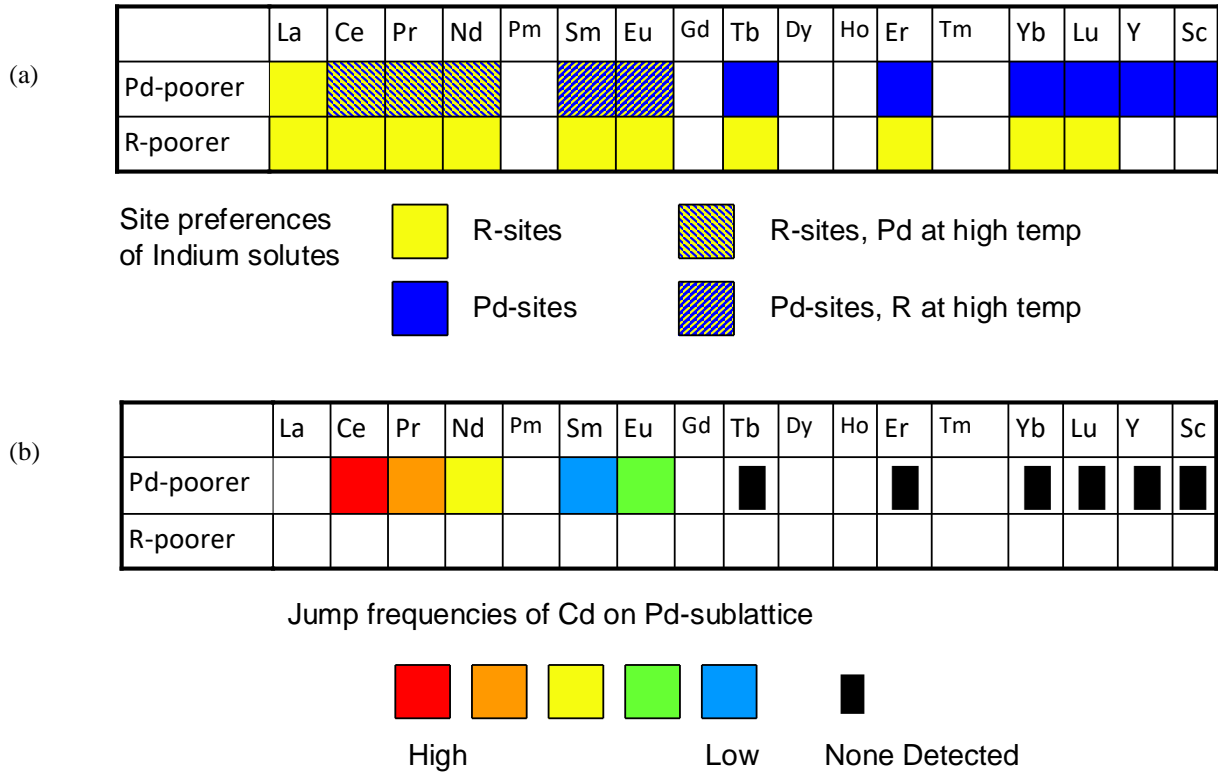 (a)
La Ce Pr Nd Pm Sm Eu Gd Tb Dy Ho Er Tm Yb Lu Y Sc
Pd-poorer
R-poorer
Site preferences
of Indium solutes
R-sites
R-sites, Pd at high temp
Pd-sites
Pd-sites, R at high temp
(b)
La Ce Pr Nd Pm Sm Eu Gd Tb Dy Ho Er Tm Yb Lu Y Sc
Pd-poorer
R-poorer
Jump frequencies of Cd on Pd-sublattice
High Low None Detected